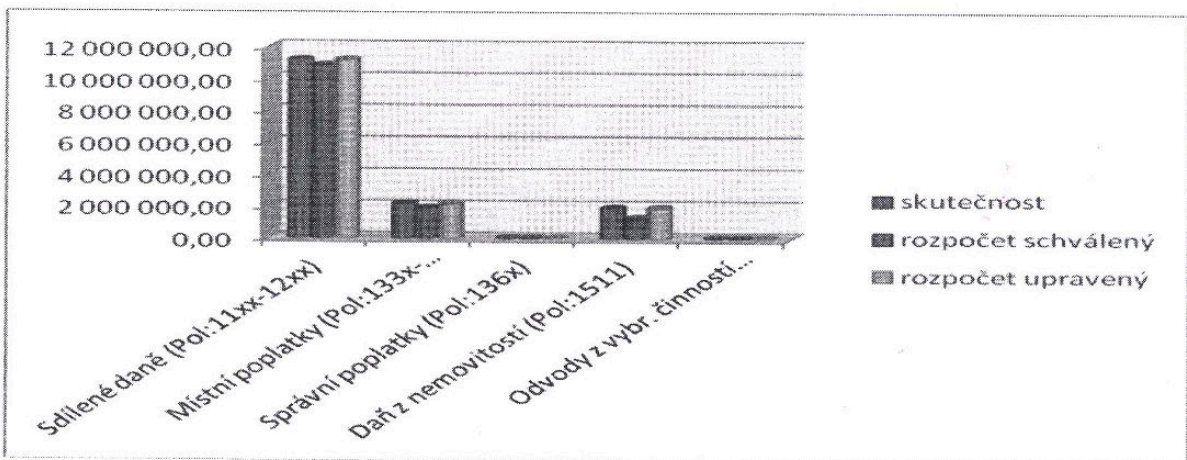 12 000 000,00
10 000 000,00
8 000 000,00
6 000 000,00
4 000 000,00
2 000 000,00
0,00
Sdílené daně (Pol:11xx-12xx)
Místní poplatky (Pol:133x-...
Správní poplatky (Pol:136x)
Daň z nemovitostí (Pol:1511)
Odvody z vybr. činností...
skutečnost
rozpočet schválený
rozpočet upravený